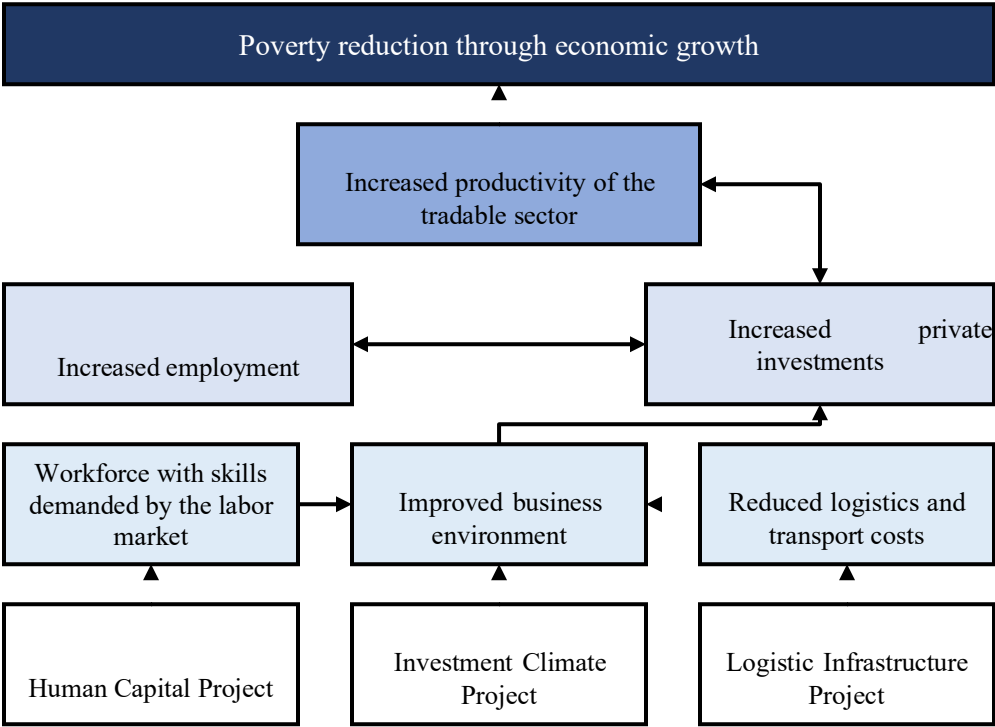 Poverty reduction through economic growth
Increased productivity of the
tradable sector
Increased employment
Increased private
investments
Workforce with skills
demanded by the labor
market
Improved business
environment
Reduced logistics and
transport costs
Human Capital Project
Investment Climate
Project
Logistic Infrastructure
Project